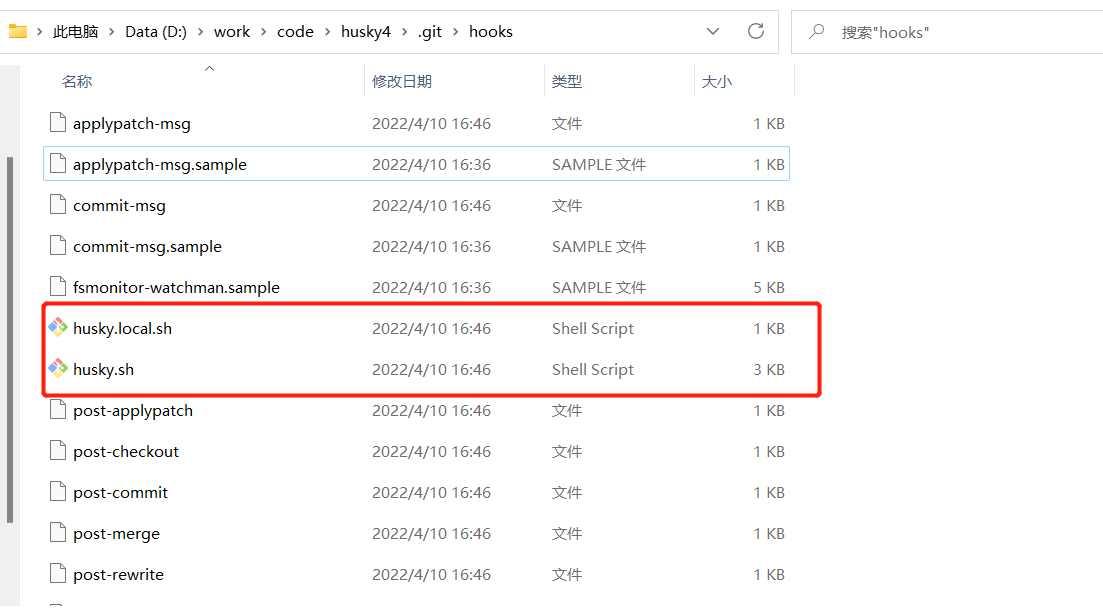 此电脑 > Data (D:) > work > code > husky4 > .git > hooks 搜索"hooks"
名称 修改日期 类型 大小
applypatch-msg 2022/4/10 16:46 文件 1 KB
applypatch-msg.sample 2022/4/10 16:36 SAMPLE 文件 1 KB
commit-msg 2022/4/10 16:46 文件 1 KB
commit-msg.sample 2022/4/10 16:36 SAMPLE 文件 1 KB
fsmonitor-watchman.sample 2022/4/10 16:36 SAMPLE 文件 5 KB
husky.local.sh 2022/4/10 16:46 Shell Script 1 KB
husky.sh 2022/4/10 16:46 Shell Script 3 KB
post-applypatch 2022/4/10 16:46 文件 1 KB
post-checkout 2022/4/10 16:46 文件 1 KB
post-commit 2022/4/10 16:46 文件 1 KB
post-merge 2022/4/10 16:46 文件 1 KB
post-rewrite 2022/4/10 16:46 文件 1 KB